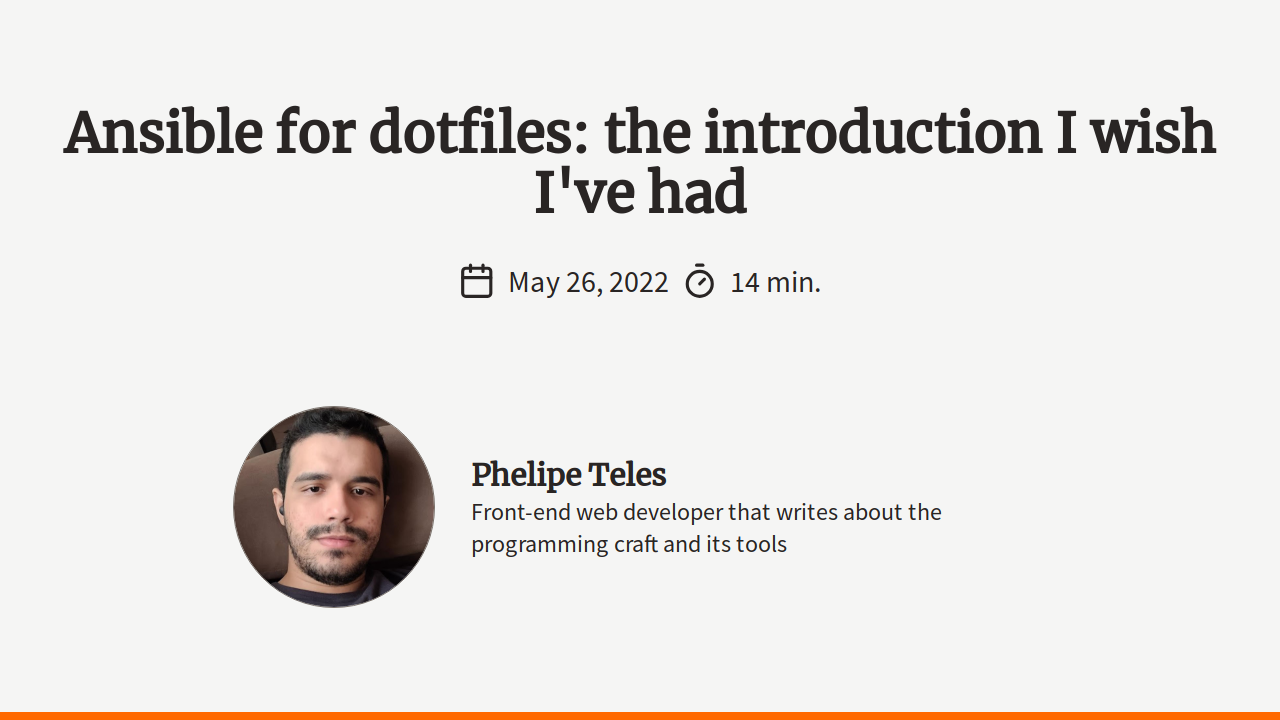 Ansible for dotfiles: the introduction I wish
I've had
May 26, 2022 14 min.
Phelipe Teles
Front-end web developer that writes about the
programming craft and its tools